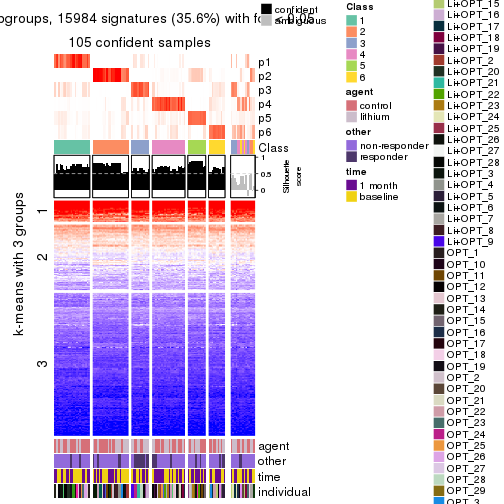 ogroups, 15984 signatures (35.6%) with fdr < 0.05
105 confident samples
confident
ambiguous
p1
p2
p3
p4
p5
p6
Class
1
0.5
0
Silhouette
score
k-means with 3 groups
1
2
3
agent
other
time
individual
Class
1
2
3
4
5
6
agent
control
lithium
other
non-responder
responder
time
1 month
baseline
Li+OPT_15
Li+OPT_16
Li+OPT_17
Li+OPT_18
Li+OPT_19
Li+OPT_2
Li+OPT_20
Li+OPT_21
Li+OPT_22
Li+OPT_23
Li+OPT_24
Li+OPT_25
Li+OPT_26
Li+OPT_27
Li+OPT_28
Li+OPT_3
Li+OPT_4
Li+OPT_5
Li+OPT_6
Li+OPT_7
Li+OPT_8
Li+OPT_9
OPT_1
OPT_10
OPT_11
OPT_12
OPT_13
OPT_14
OPT_15
OPT_16
OPT_17
OPT_18
OPT_19
OPT_2
OPT_20
OPT_21
OPT_22
OPT_23
OPT_24
OPT_25
OPT_26
OPT_27
OPT_28
OPT_29